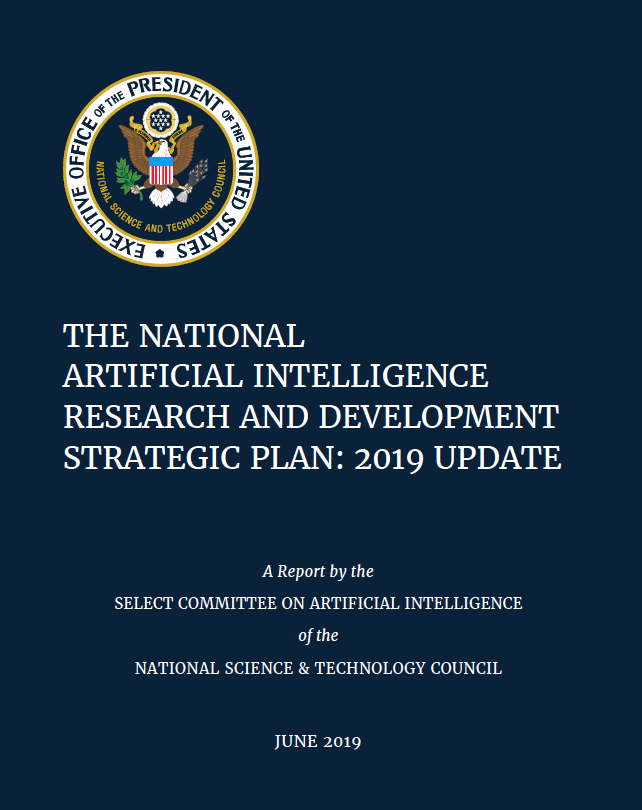 EXECUTIVE OFFICE OF THE PRESIDENT OF THE UNITED STATES
NATIONAL SCIENCE AND TECHNOLOGY COUNCIL
THE NATIONAL
ARTIFICIAL INTELLIGENCE
RESEARCH AND DEVELOPMENT
STRATEGIC PLAN: 2019 UPDATE
A Report by the
SELECT COMMITTEE ON ARTIFICIAL INTELLIGENCE
of the
NATIONAL SCIENCE & TECHNOLOGY COUNCIL
JUNE 2019